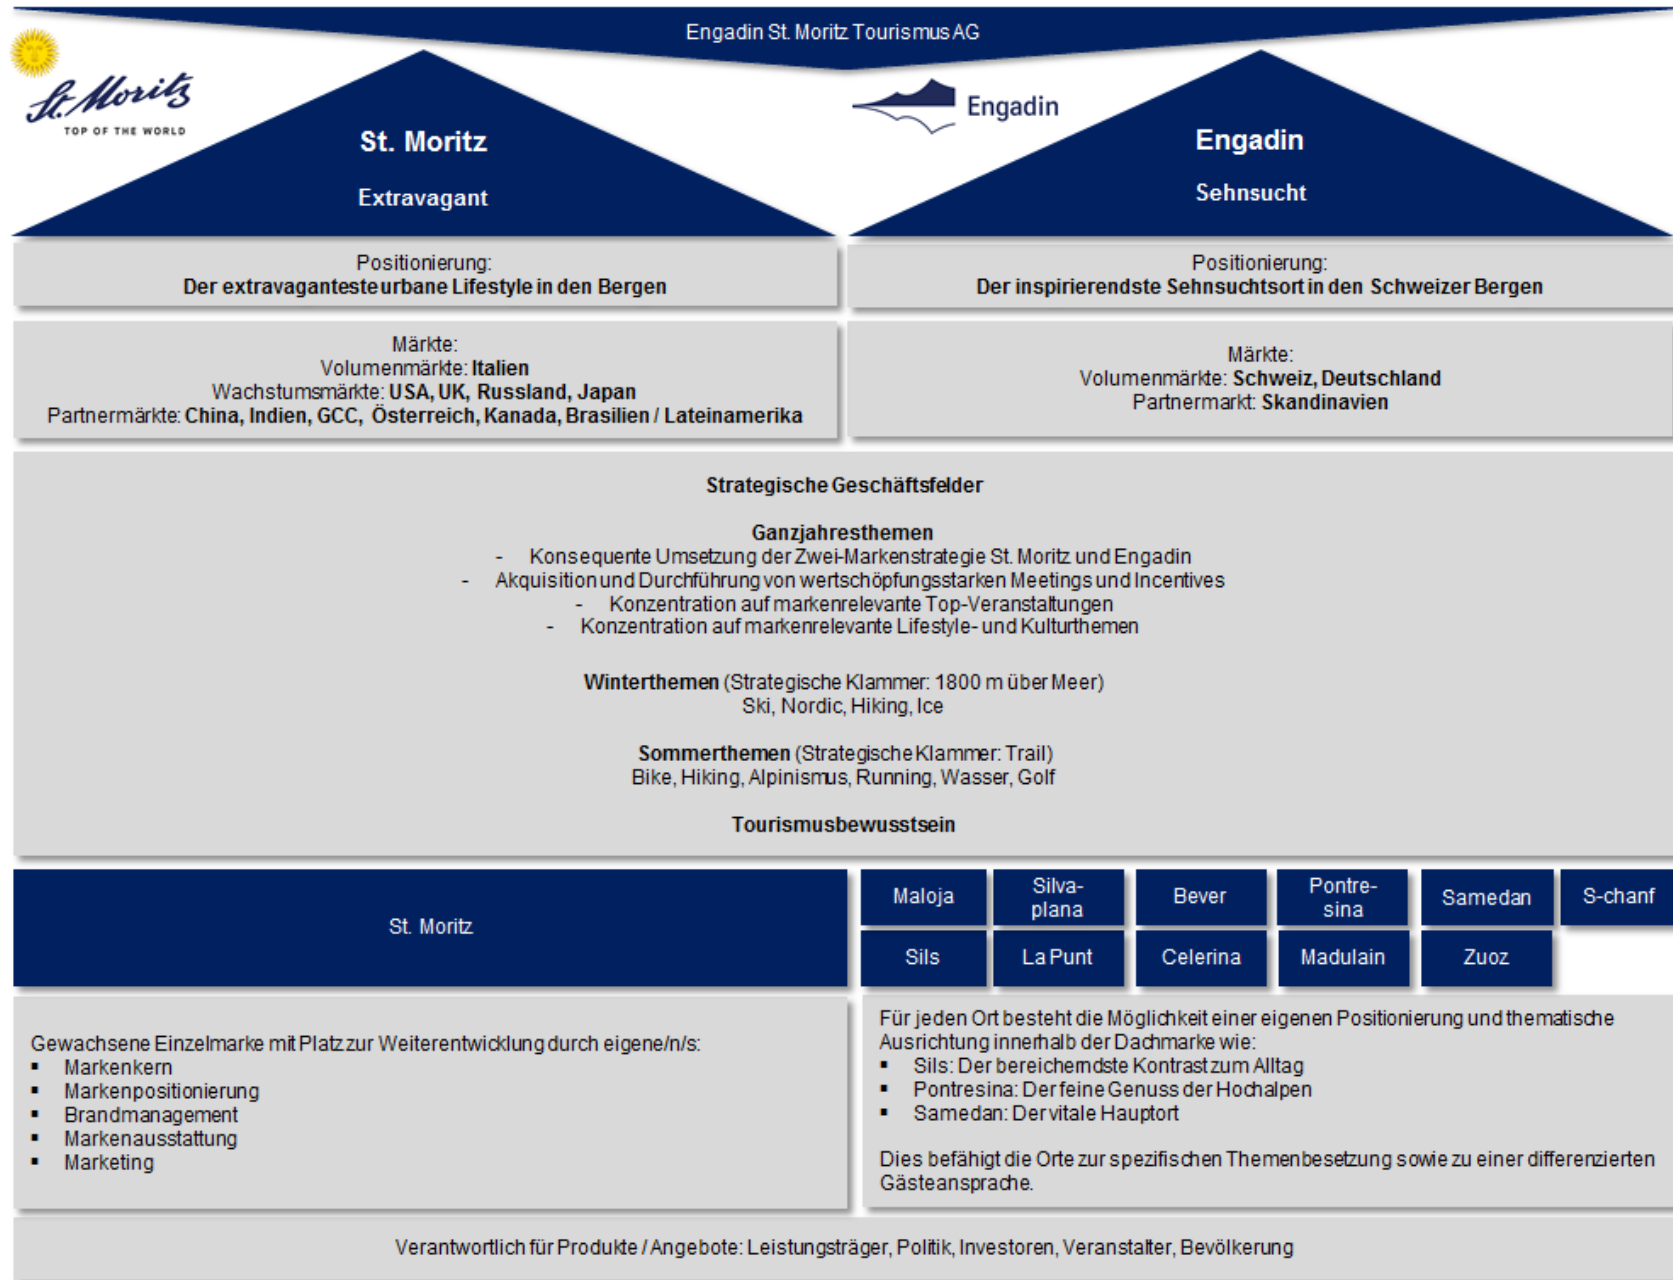 Engadin St. Moritz Tourismus AG
St. Moritz
TOP OF THE WORLD
St. Moritz
Extravagant
Engadin
Engadin
Sehnsucht
Positionierung:
Der extravaganteste urbane Lifestyle in den Bergen
Positionierung:
Der inspirierendste Sehnsuchtsort in den Schweizer Bergen
Märkte:
Volumenmärkte: Italien
Wachstumsmärkte: USA, UK, Russland, Japan
Partnermärkte: China, Indien, GCC, Österreich, Kanada, Brasilien / Lateinamerika
Märkte:
Volumenmärkte: Schweiz, Deutschland
Partnermarkt: Skandinavien
Strategische Geschäftsfelder
Ganzjahresthemen
- Konsequente Umsetzung der Zwei-Markenstrategie St. Moritz und Engadin
- Akquisition und Durchführung von wertschöpfungsstarken Meetings und Incentives
- Konzentration auf markenrelevante Top-Veranstaltungen
- Konzentration auf markenrelevante Lifestyle- und Kulturthemen
Winterthemen (Strategische Klammer: 1800 m über Meer)
Ski, Nordic, Hiking, Ice
Sommerthemen (Strategische Klammer: Trail)
Bike, Hiking, Alpinismus, Running, Wasser, Golf
Tourismusbewusstsein
St. Moritz
Maloja
Silva-
plana
Bever
Pontre-
sina
Samedan
S-chanf
Sils
La Punt
Celerina
Madulain
Zuoz
Gewachsene Einzelmarke mit Platz zur Weiterentwicklung durch eigene/n/s:
▪ Markenkern
▪ Markenpositionierung
▪ Brandmanagement
▪ Markenausstattung
▪ Marketing
Für jeden Ort besteht die Möglichkeit einer eigenen Positionierung und thematische
Ausrichtung innerhalb der Dachmarke wie:
▪ Sils: Der bereicherndste Kontrast zum Alltag
▪ Pontresina: Der feine Genuss der Hochalpen
▪ Samedan: Der vitale Hauptort
Dies befähigt die Orte zur spezifischen Themenbesetzung sowie zu einer differenzierten
Gästeansprache.
Verantwortlich für Produkte / Angebote: Leistungsträger, Politik, Investoren, Veranstalter, Bevölkerung